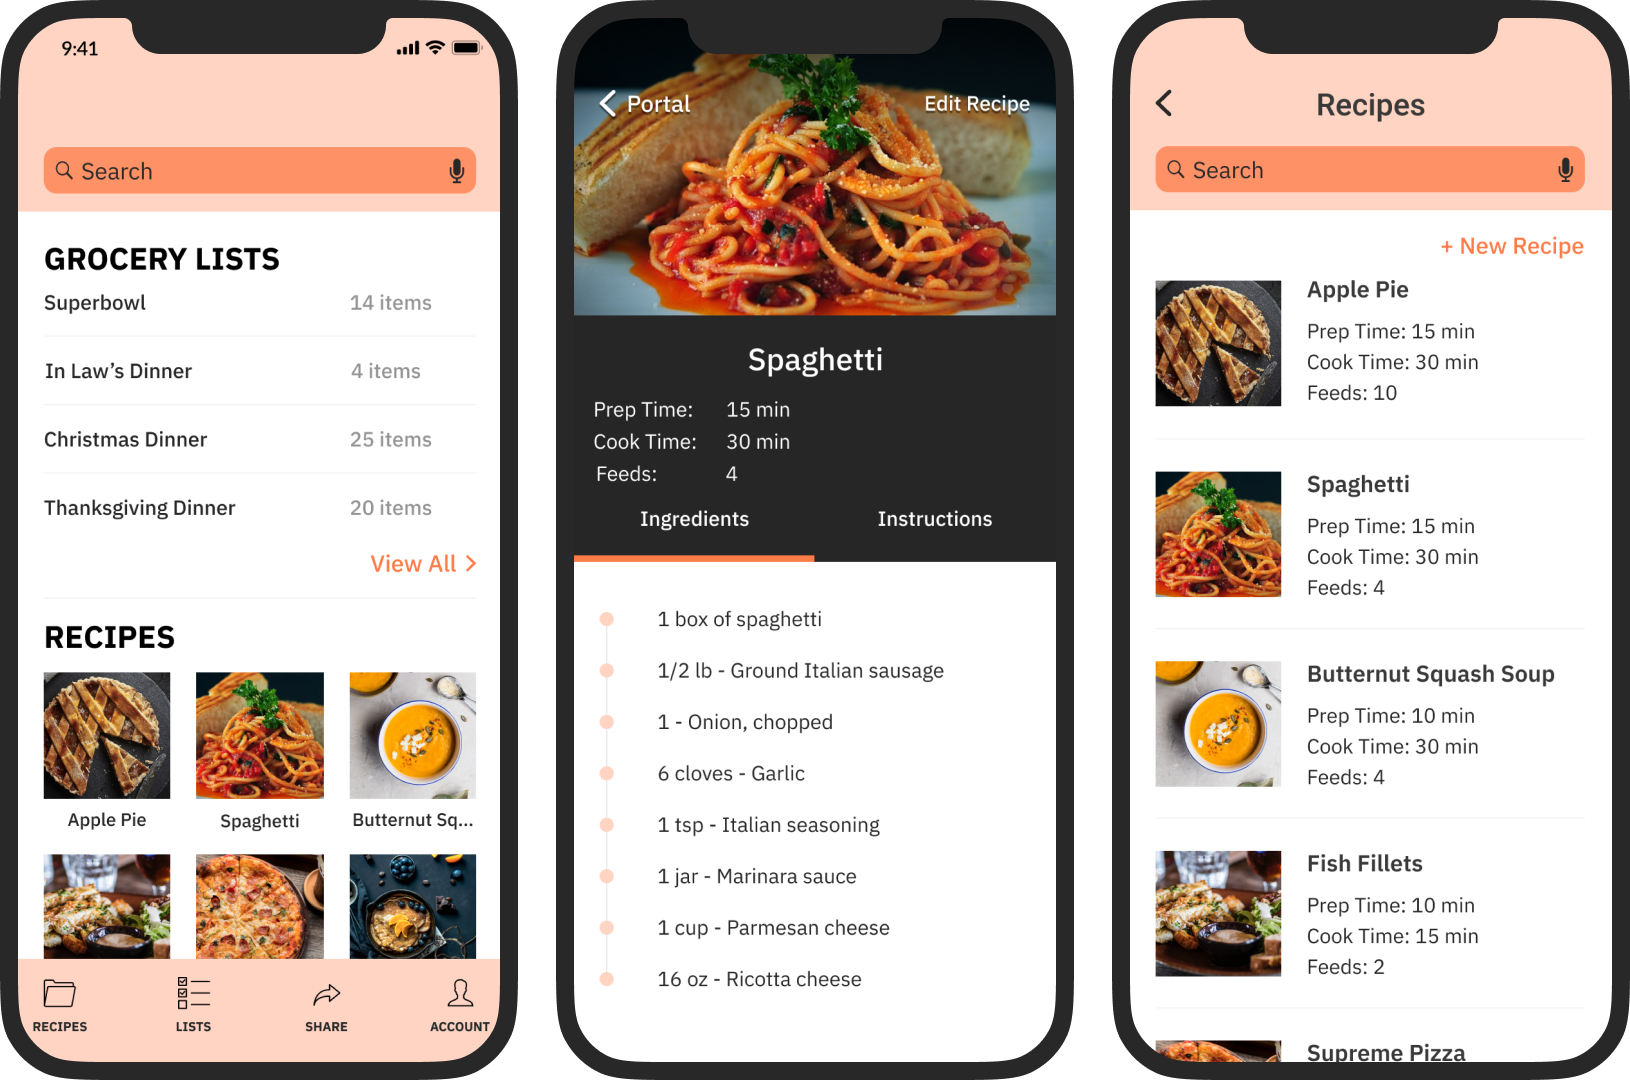 9:41
Search
GROCERY LISTS
Superbowl 14 items
In Law’s Dinner 4 items
Christmas Dinner 25 items
Thanksgiving Dinner 20 items
View All >
RECIPES
Apple Pie Spaghetti Butternut Sq...
RECIPES LISTS SHARE ACCOUNT
Portal Edit Recipe
Spaghetti
Prep Time: 15 min
Cook Time: 30 min
Feeds: 4
Ingredients Instructions
1 box of spaghetti
1/2 lb - Ground Italian sausage
1 - Onion, chopped
6 cloves - Garlic
1 tsp - Italian seasoning
1 jar - Marinara sauce
1 cup - Parmesan cheese
16 oz - Ricotta cheese
Recipes
Search
+ New Recipe
Apple Pie
Prep Time: 15 min
Cook Time: 30 min
Feeds: 10
Spaghetti
Prep Time: 15 min
Cook Time: 30 min
Feeds: 4
Butternut Squash Soup
Prep Time: 10 min
Cook Time: 30 min
Feeds: 4
Fish Fillets
Prep Time: 10 min
Cook Time: 15 min
Feeds: 2
Supreme Pizza